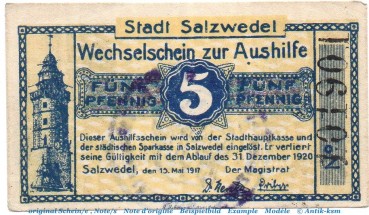 Stadt Salzwedel
Wechselschein zur Aushilfe
FÜNF PFENNIG
5
FÜNF PFENNIG
Dieser Aushilfsschein wird von der Stadthauptkasse und
der städtischen Sparkasse in Salzwedel eingelöst. Er verliert
seine Gültigkeit mit dem Ablauf des 31. Dezember 1920
Salzwedel, den 15. Mai 1917
Der Magistrat
original Schein/e , Note/s Note d'origine Beispielbild Example Modèle © Antik-ksm